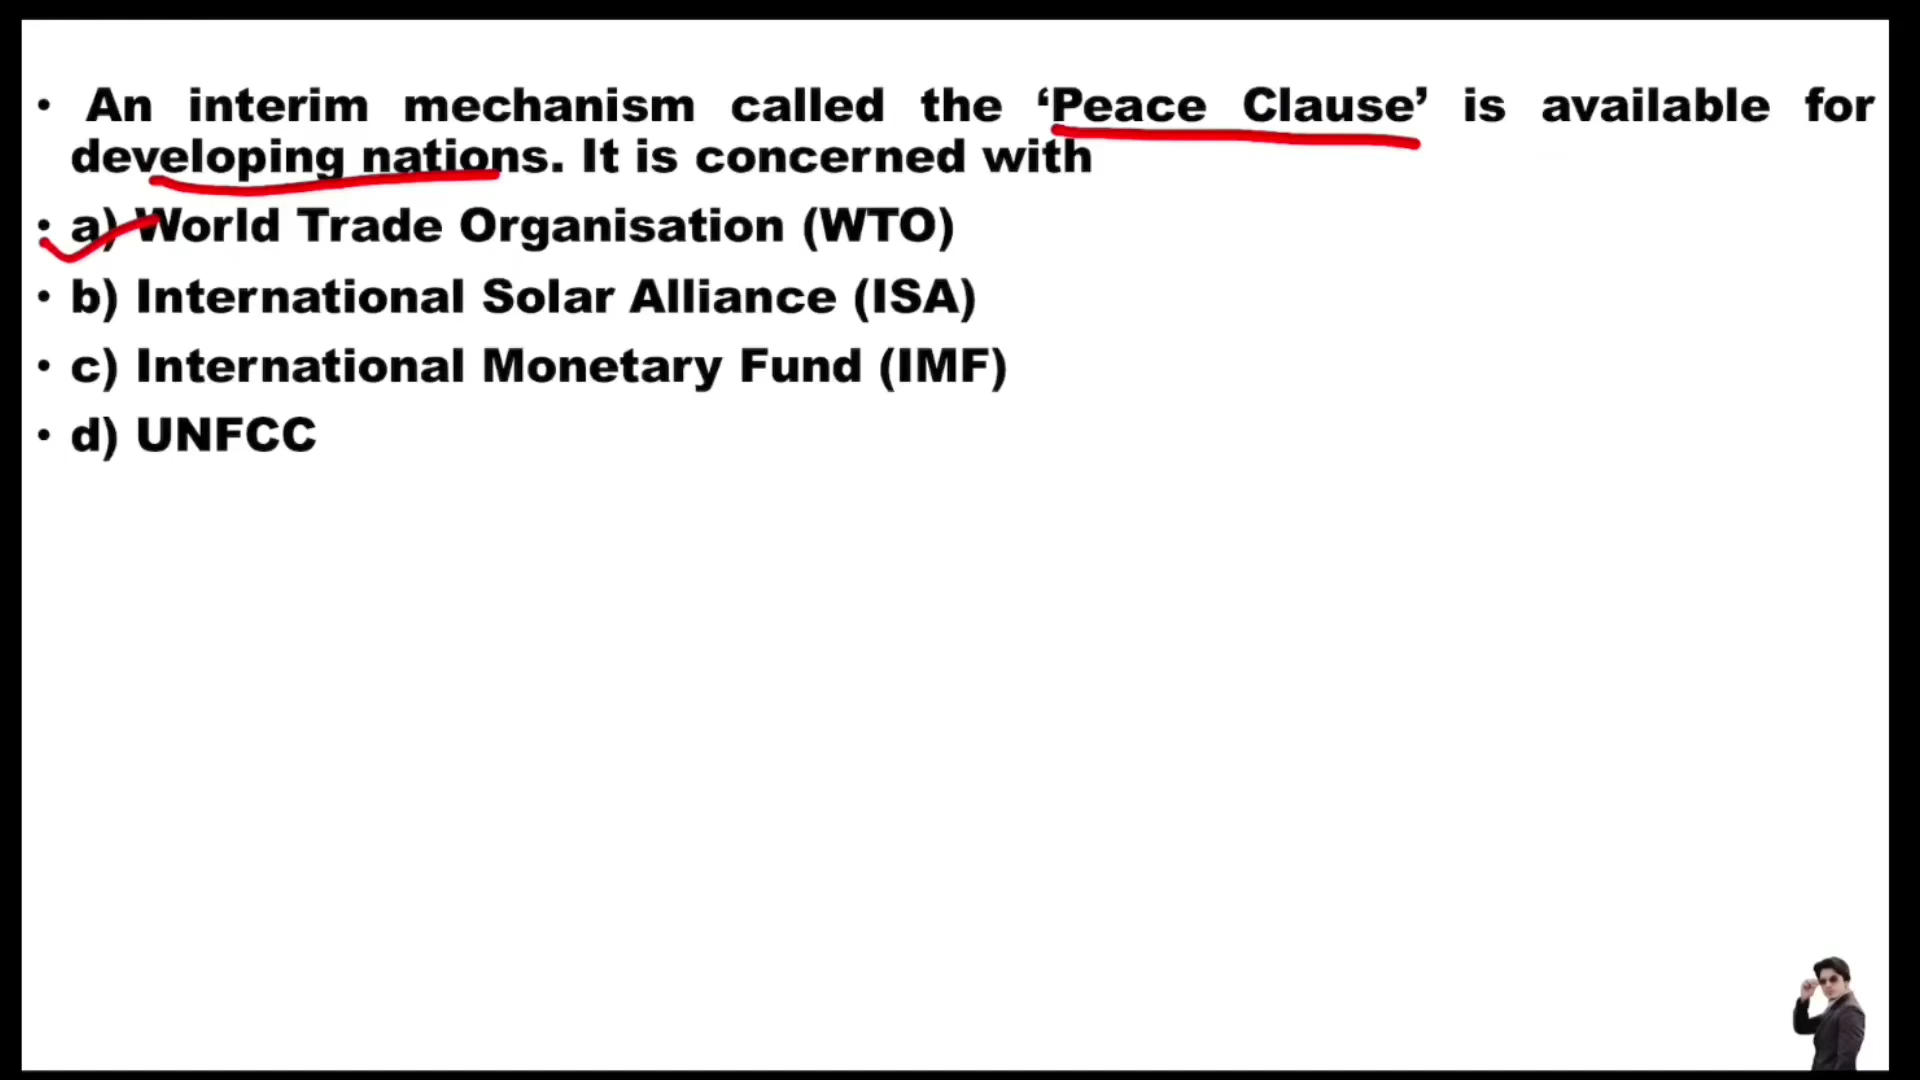 • An interim mechanism called the ‘Peace Clause’ is available for
developing nations. It is concerned with
• a) World Trade Organisation (WTO)
• b) International Solar Alliance (ISA)
• c) International Monetary Fund (IMF)
• d) UNFCC